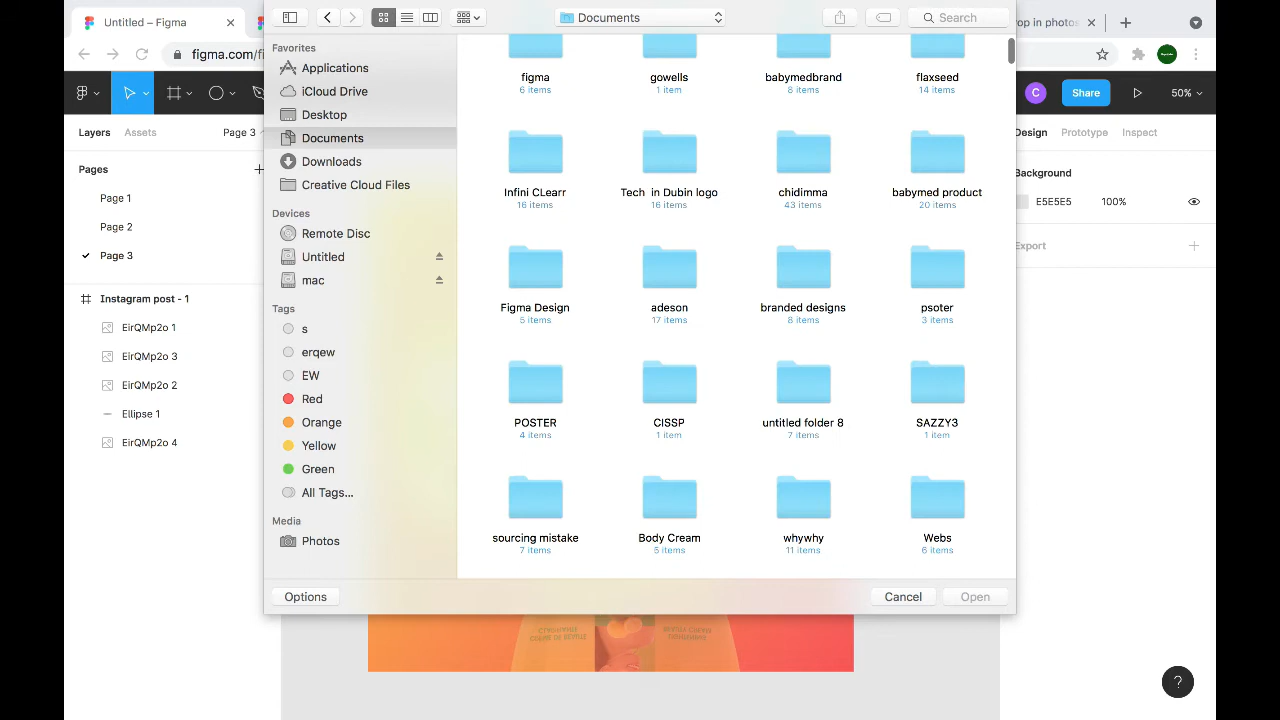 Untitled – Figma
Documents
Search
op in photos
figma.com/fi
C
Share
50%
Layers
Assets
Page 3
Pages
Page 1
Page 2
Page 3
Instagram post - 1
EirQMp2o 1
EirQMp2o 3
EirQMp2o 2
Ellipse 1
EirQMp2o 4
Favorites
Applications
iCloud Drive
Desktop
Documents
Downloads
Creative Cloud Files
Devices
Remote Disc
Untitled
mac
Tags
s
erqew
EW
Red
Orange
Yellow
Green
All Tags...
Media
Photos
figma gowells babymedbrand flaxseed
6 items 1 item 8 items 14 items
Infini CLearr Tech in Dubin logo chidimma babymed product
16 items 16 items 43 items 20 items
Figma Design adeson branded designs psoter
5 items 17 items 8 items 3 items
POSTER CISSP untitled folder 8 SAZZY3
4 items 1 item 7 items 1 item
sourcing mistake Body Cream whywhy Webs
7 items 5 items 11 items 6 items
Options
Cancel
Open
Design
Prototype
Inspect
Background
E5E5E5 100%
Export
?